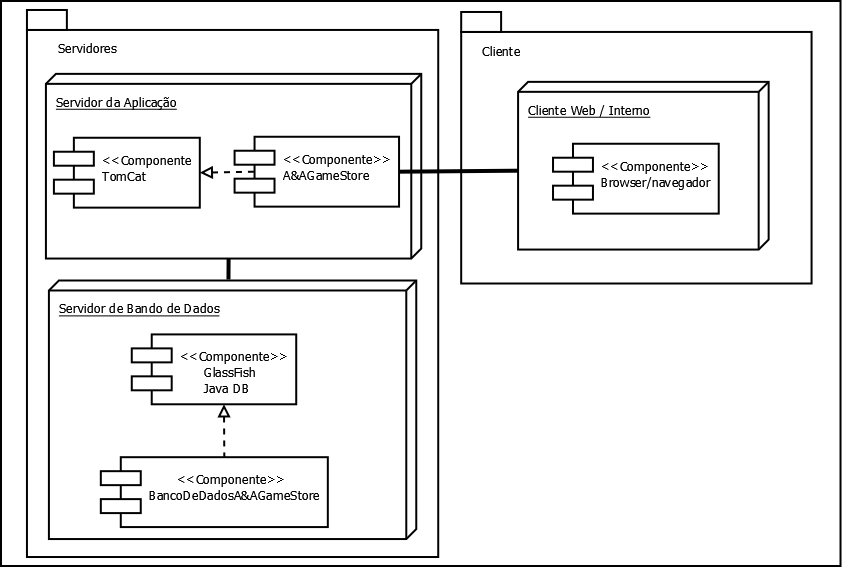 Servidores
Servidor da Aplicação
<<Componente
TomCat
<<Componente>>
A&AGameStore
Servidor de Bando de Dados
<<Componente>>
GlassFish
Java DB
<<Componente>>
BancoDeDadosA&AGameStore
Cliente
Cliente Web / Interno
<<Componente>>
Browser/navegador